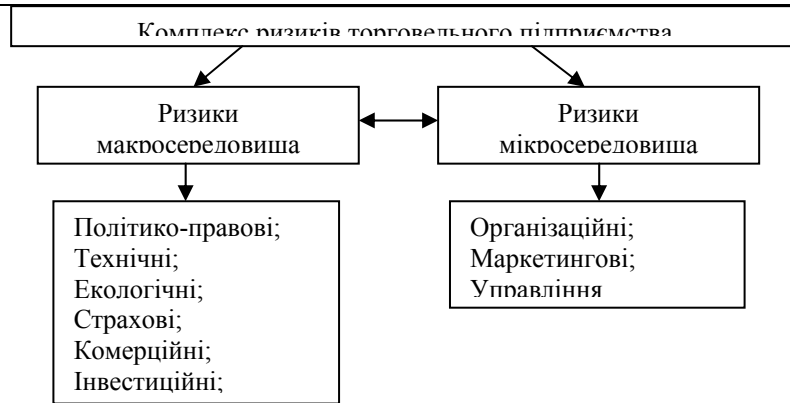 Комплекс ризиків торговельного підприємства
Ризики
макросередовища
Ризики
мікросередовища
Політико-правові;
Технічні;
Екологічні;
Страхові;
Комерційні;
Інвестиційні;
Організаційні;
Маркетингові;
Управління